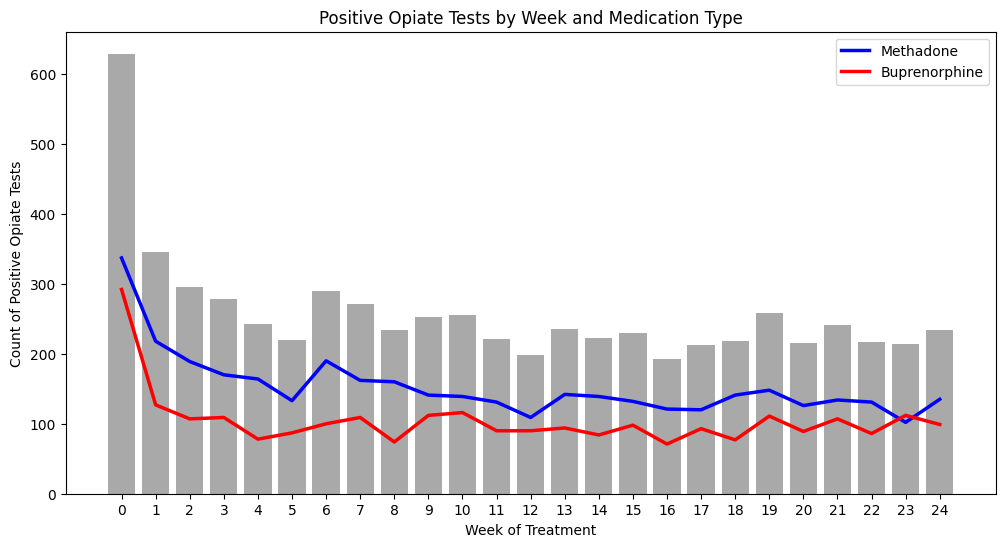 Positive Opiate Tests by Week and Medication Type
Methadone
Buprenorphine
Count of Positive Opiate Tests
600
500
400
300
200
100
0
0 1 2 3 4 5 6 7 8 9 10 11 12 13 14 15 16 17 18 19 20 21 22 23 24
Week of Treatment